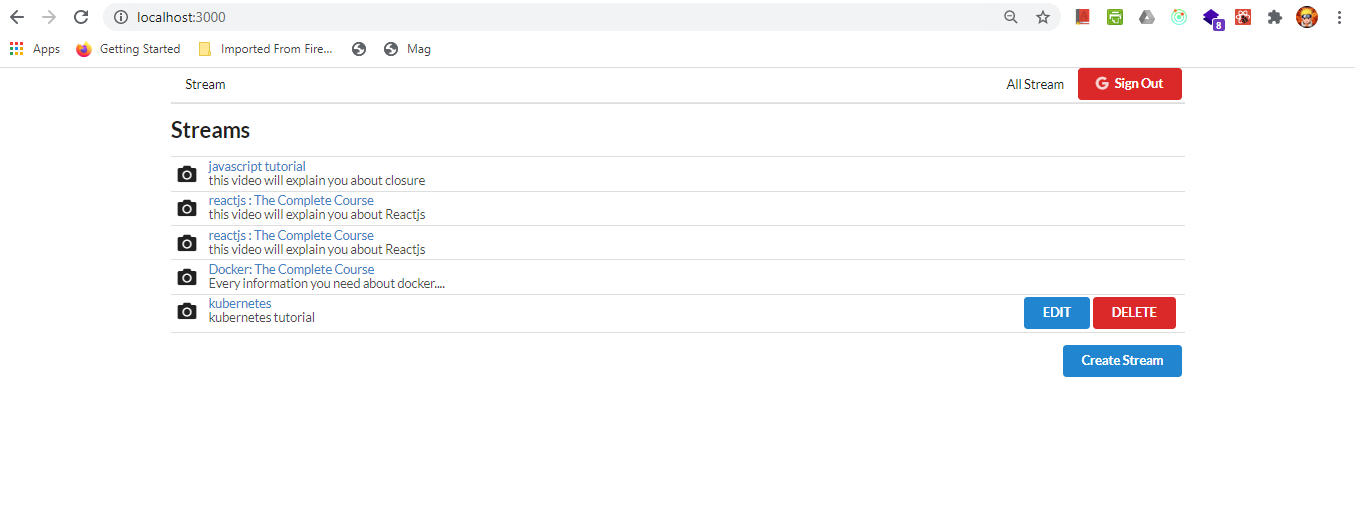 localhost:3000
8
Apps Getting Started Imported From Fire... Mag
Stream All Stream G Sign Out
Streams
javascript tutorial
this video will explain you about closure
reactjs : The Complete Course
this video will explain you about Reactjs
reactjs : The Complete Course
this video will explain you about Reactjs
Docker: The Complete Course
Every information you need about docker....
kubernetes
kubernetes tutorial
EDIT DELETE
Create Stream